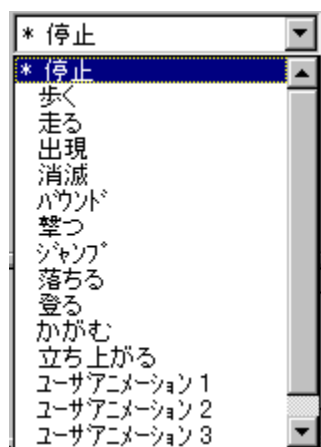 * 停止
* 停止
歩く
走る
出現
消滅
ﾊﾞｳﾝﾄﾞ
撃つ
ｼﾞｬﾝﾌﾟ
落ちる
登る
かがむ
立ち上がる
ﾕｰｻﾞｱﾆﾒｰｼｮﾝ 1
ﾕｰｻﾞｱﾆﾒｰｼｮﾝ 2
ﾕｰｻﾞｱﾆﾒｰｼｮﾝ 3